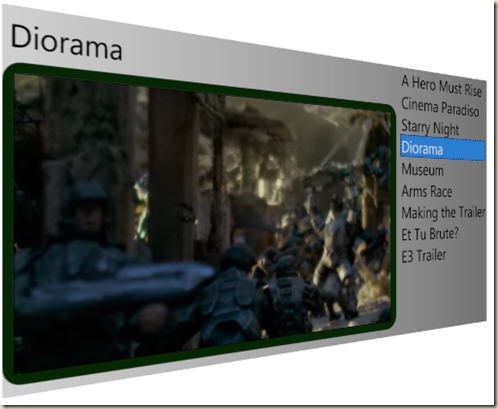 Diorama
A Hero Must Rise
Cinema Paradiso
Starry Night
Diorama
Museum
Arms Race
Making the Trailer
Et Tu Brute?
E3 Trailer